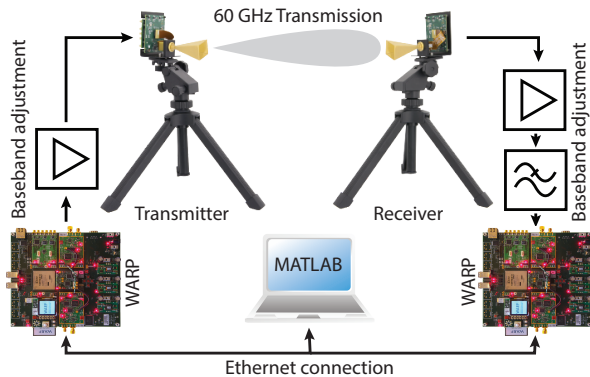 60 GHz Transmission
Baseband adjustment
Baseband adjustment
Transmitter
Receiver
MATLAB
WARP
WARP
Ethernet connection